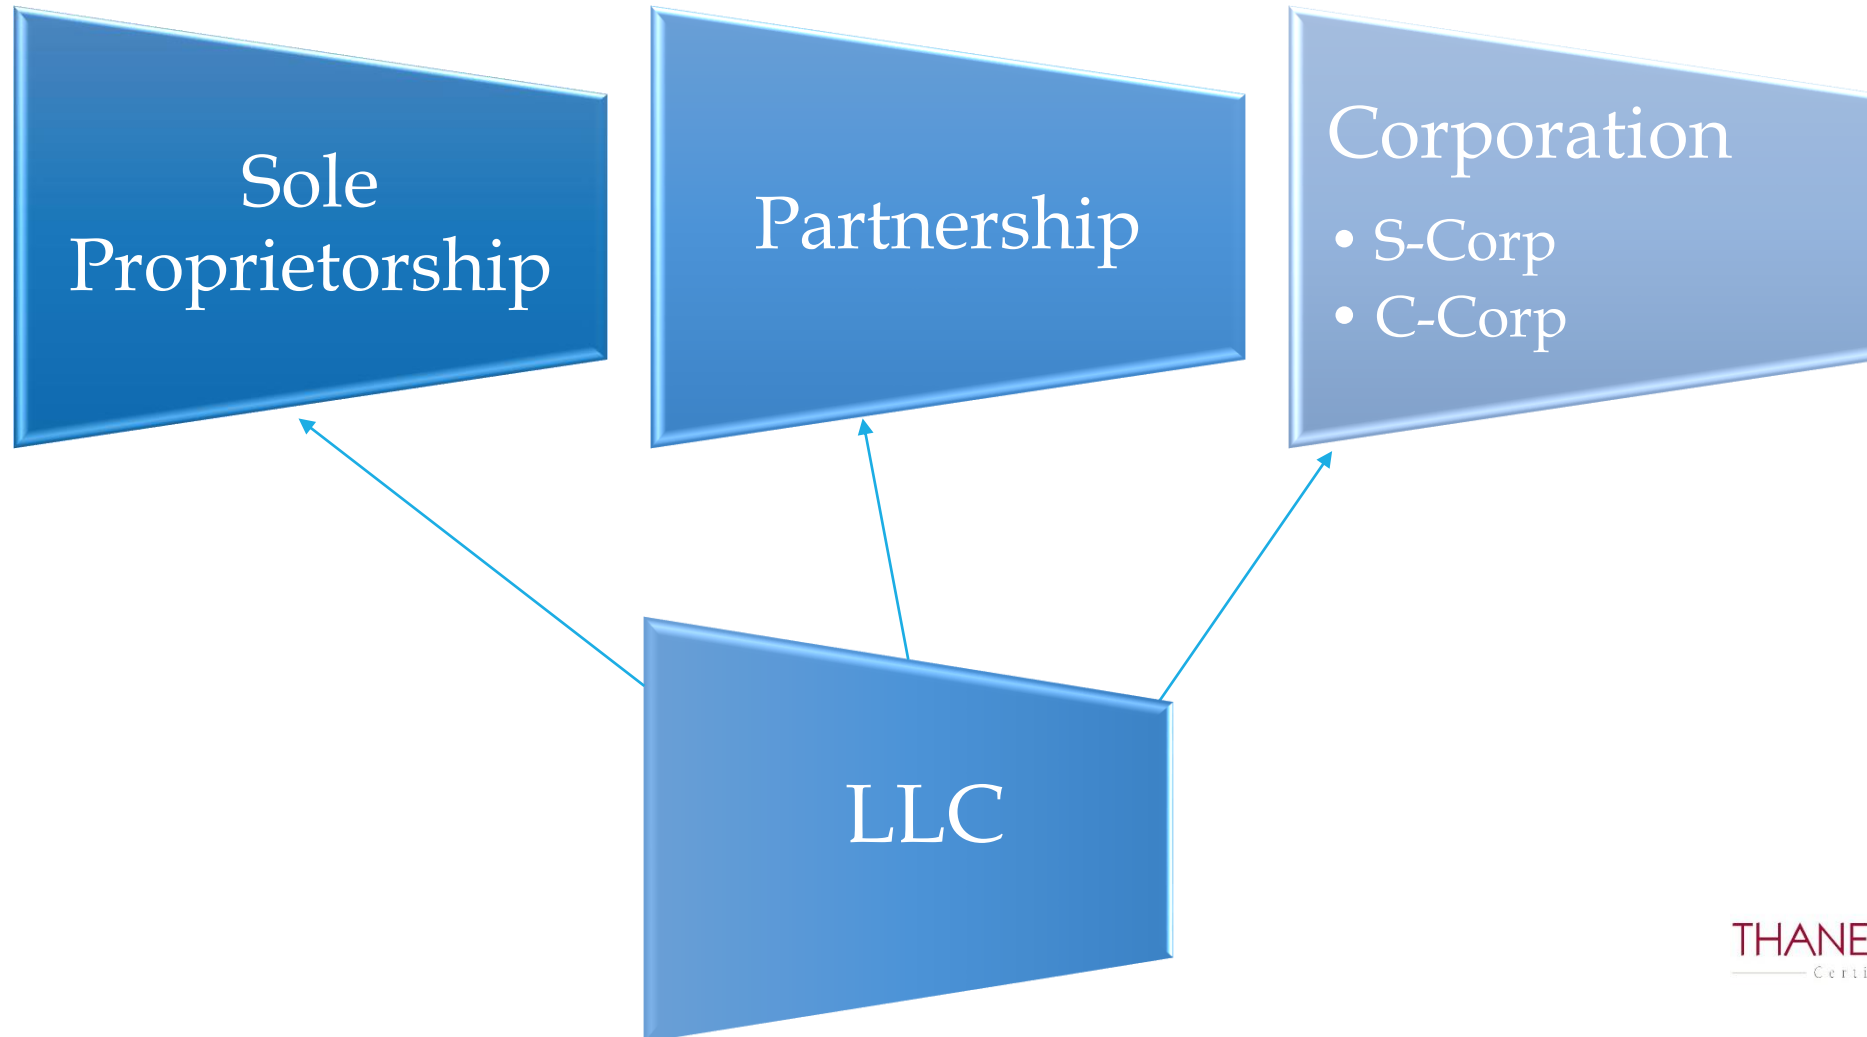 Sole
Proprietorship
Partnership
Corporation
• S-Corp
• C-Corp
LLC